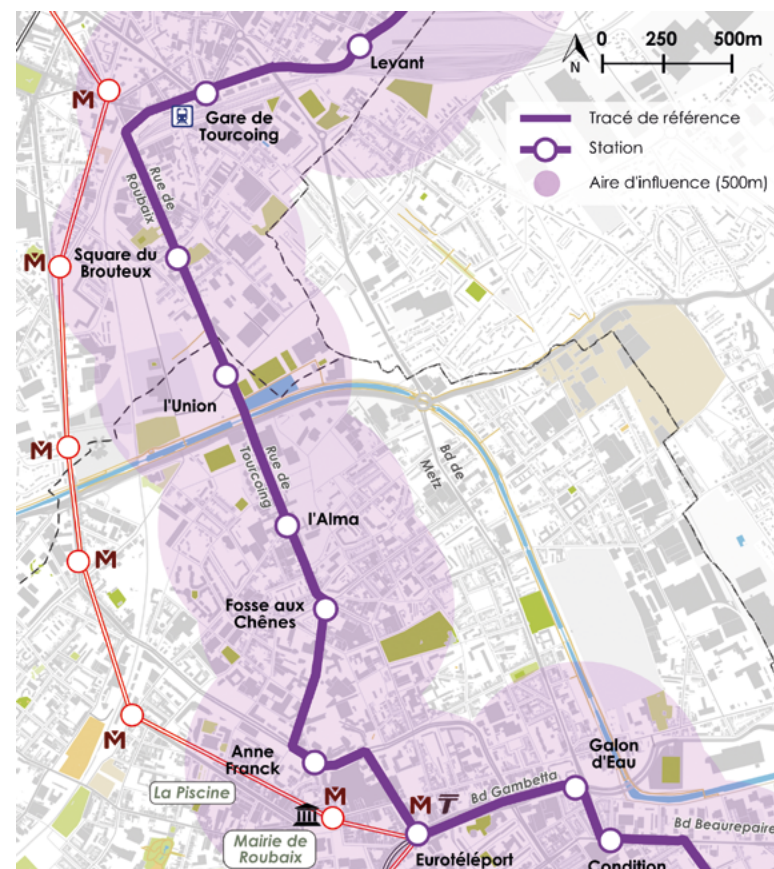 Levant
N
0 250 500m
Gare de
Tourcoing
Tracé de référence
Station
Aire d'influence (500m)
M
Rue de
Roubaix
Square du
Brouteux
M
l'Union
M
Rue de
Tourcoing
Bd de
Metz
l'Alma
M
Fosse aux
Chênes
M
Anne
Franck
Galon
d'Eau
La Piscine
M
M T
Bd Gambetta
Mairie de
Roubaix
Bd Beaurepaire
Eurotéléport
Condition